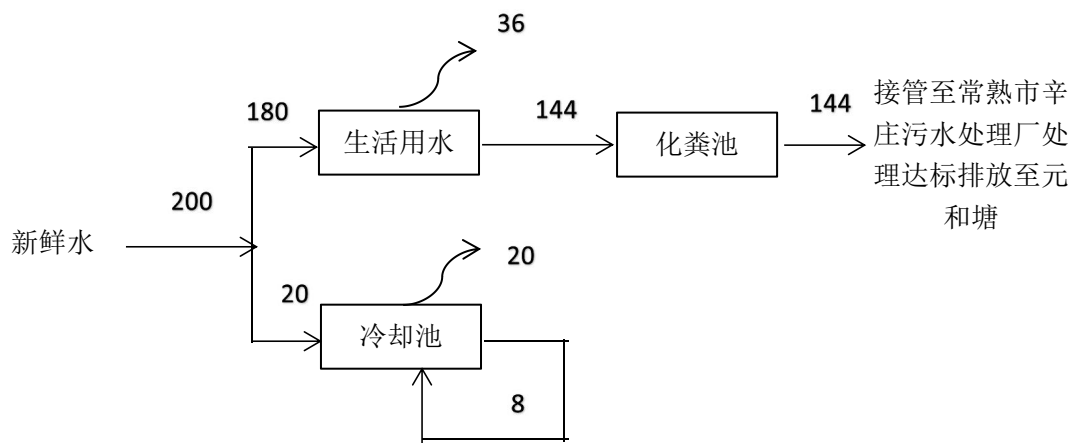 36
180
生活用水
144
化粪池
144
接管至常熟市辛
庄污水处理厂处
理达标排放至元
和塘
200
新鲜水
20
20
冷却池
8